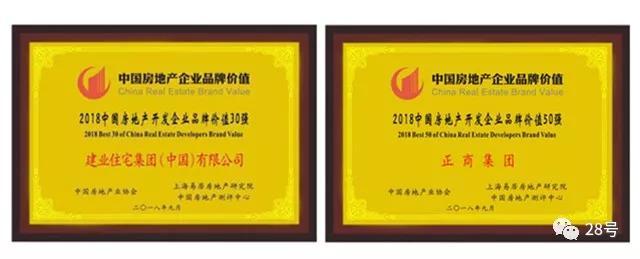 中国房地产企业品牌价值
China Real Estate Brand Value
2018中国房地产开发企业品牌价值30强
2018 Best 30 of China Real Estate Developers Brand Value
建业住宅集团(中国)有限公司
中国房地产业协会
上海易居房地产研究院
中国房地产测评中心
二〇一八年九月
中国房地产企业品牌价值
China Real Estate Brand Value
2018中国房地产开发企业品牌价值50强
2018 Best 50 of China Real Estate Developers Brand Value
正商集团
中国房地产业协会
上海易居房地产研究院
中国房地产测评中心
二〇一八年九月
28号